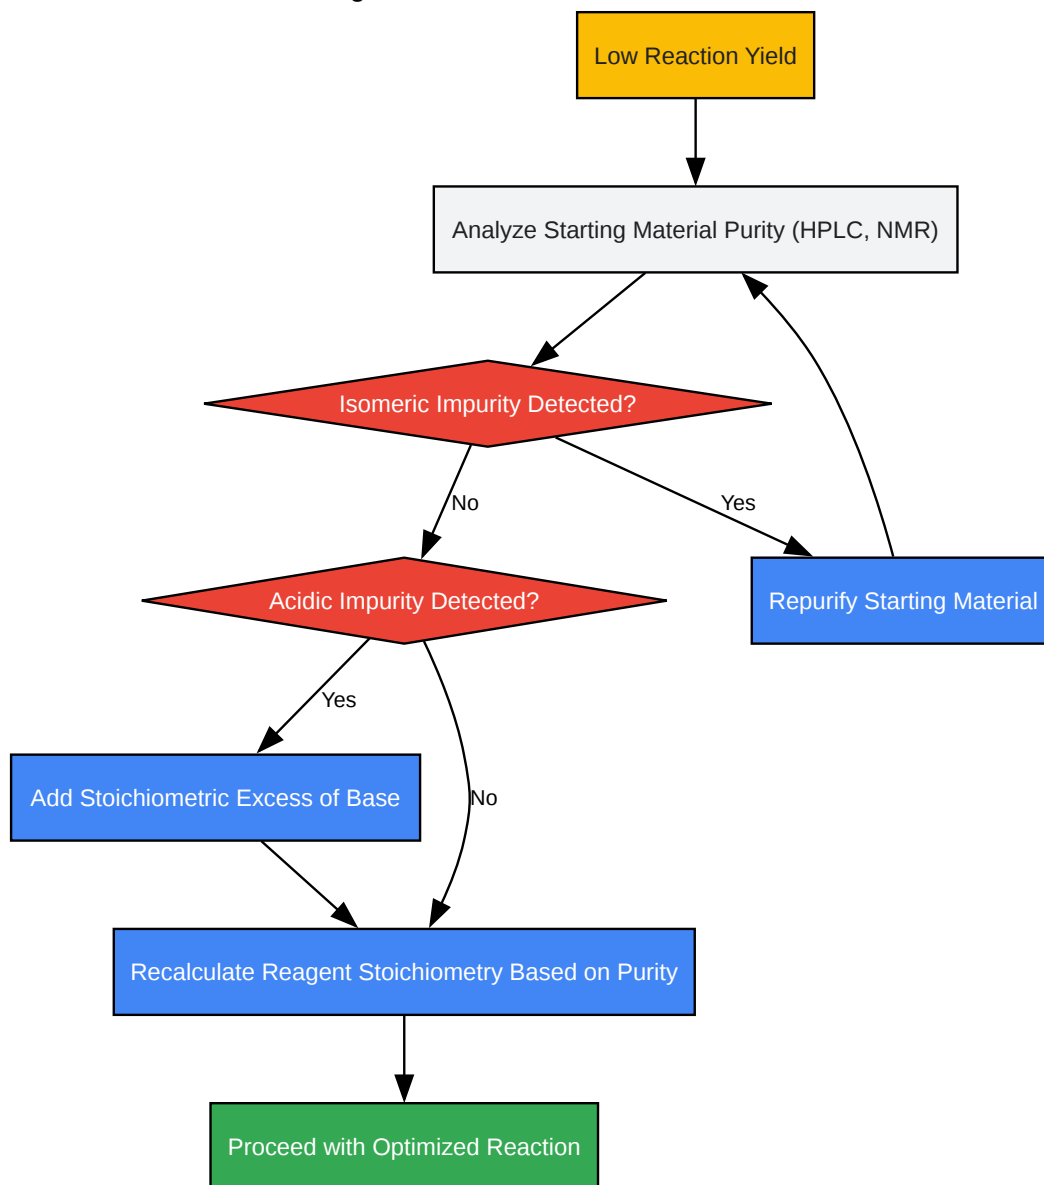 Low Reaction Yield
Analyze Starting Material Purity (HPLC, NMR)
Isomeric Impurity Detected?
No
Yes
Acidic Impurity Detected?
Repurify Starting Material
Yes
Add Stoichiometric Excess of Base
No
Recalculate Reagent Stoichiometry Based on Purity
Proceed with Optimized Reaction